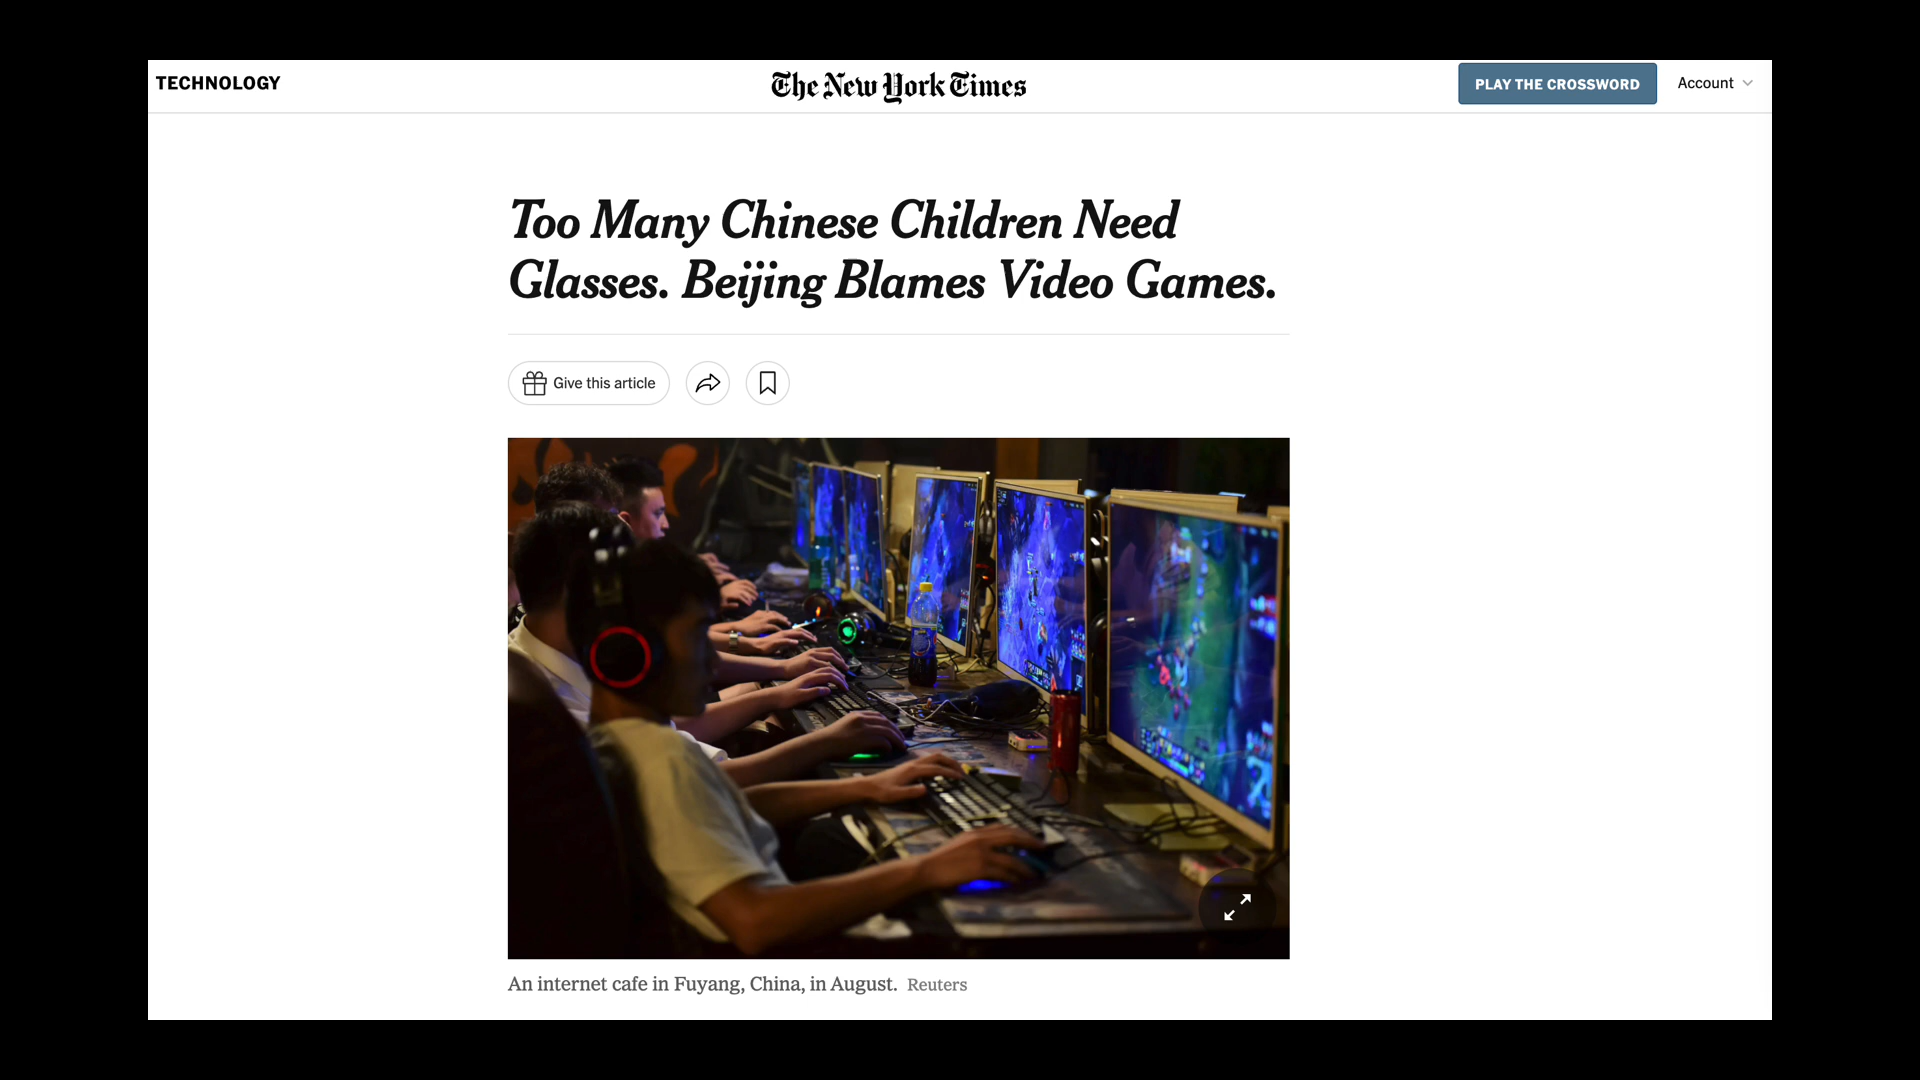 TECHNOLOGY
The New York Times
PLAY THE CROSSWORD
Account
Too Many Chinese Children Need
Glasses. Beijing Blames Video Games.
Give this article
An internet cafe in Fuyang, China, in August. Reuters